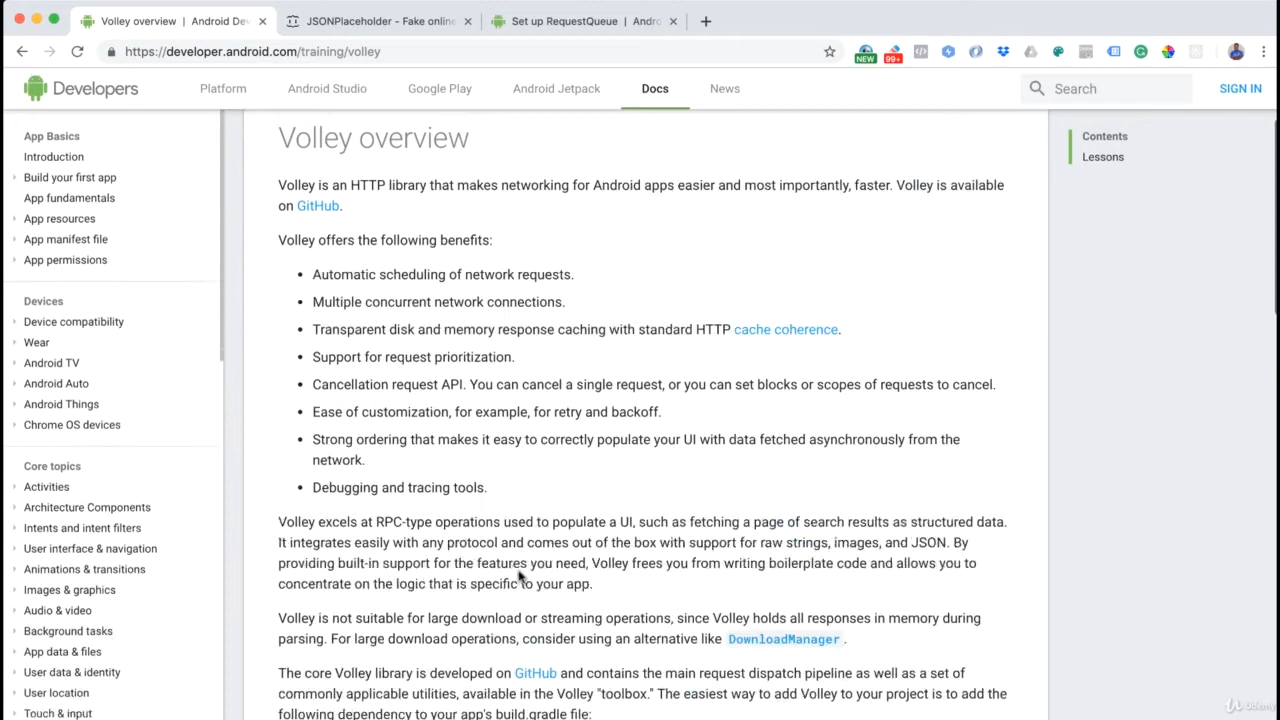 Volley overview | Android Dev
JSONPlaceholder - Fake online
Set up RequestQueue | Andro
https://developer.android.com/training/volley
NEW
99+
Developers
Platform
Android Studio
Google Play
Android Jetpack
Docs
News
Search
SIGN IN
App Basics
Introduction
Build your first app
App fundamentals
App resources
App manifest file
App permissions
Devices
Device compatibility
Wear
Android TV
Android Auto
Android Things
Chrome OS devices
Core topics
Activities
Architecture Components
Intents and intent filters
User interface & navigation
Animations & transitions
Images & graphics
Audio & video
Background tasks
App data & files
User data & identity
User location
Touch & input
Volley overview
Volley is an HTTP library that makes networking for Android apps easier and most importantly, faster. Volley is available
on GitHub.
Volley offers the following benefits:
• Automatic scheduling of network requests.
• Multiple concurrent network connections.
• Transparent disk and memory response caching with standard HTTP cache coherence.
• Support for request prioritization.
• Cancellation request API. You can cancel a single request, or you can set blocks or scopes of requests to cancel.
• Ease of customization, for example, for retry and backoff.
• Strong ordering that makes it easy to correctly populate your UI with data fetched asynchronously from the
network.
• Debugging and tracing tools.
Volley excels at RPC-type operations used to populate a UI, such as fetching a page of search results as structured data.
It integrates easily with any protocol and comes out of the box with support for raw strings, images, and JSON. By
providing built-in support for the features you need, Volley frees you from writing boilerplate code and allows you to
concentrate on the logic that is specific to your app.
Volley is not suitable for large download or streaming operations, since Volley holds all responses in memory during
parsing. For large download operations, consider using an alternative like DownloadManager.
The core Volley library is developed on GitHub and contains the main request dispatch pipeline as well as a set of
commonly applicable utilities, available in the Volley "toolbox." The easiest way to add Volley to your project is to add the
following dependency to your app's build.gradle file:
Contents
Lessons
Udemy